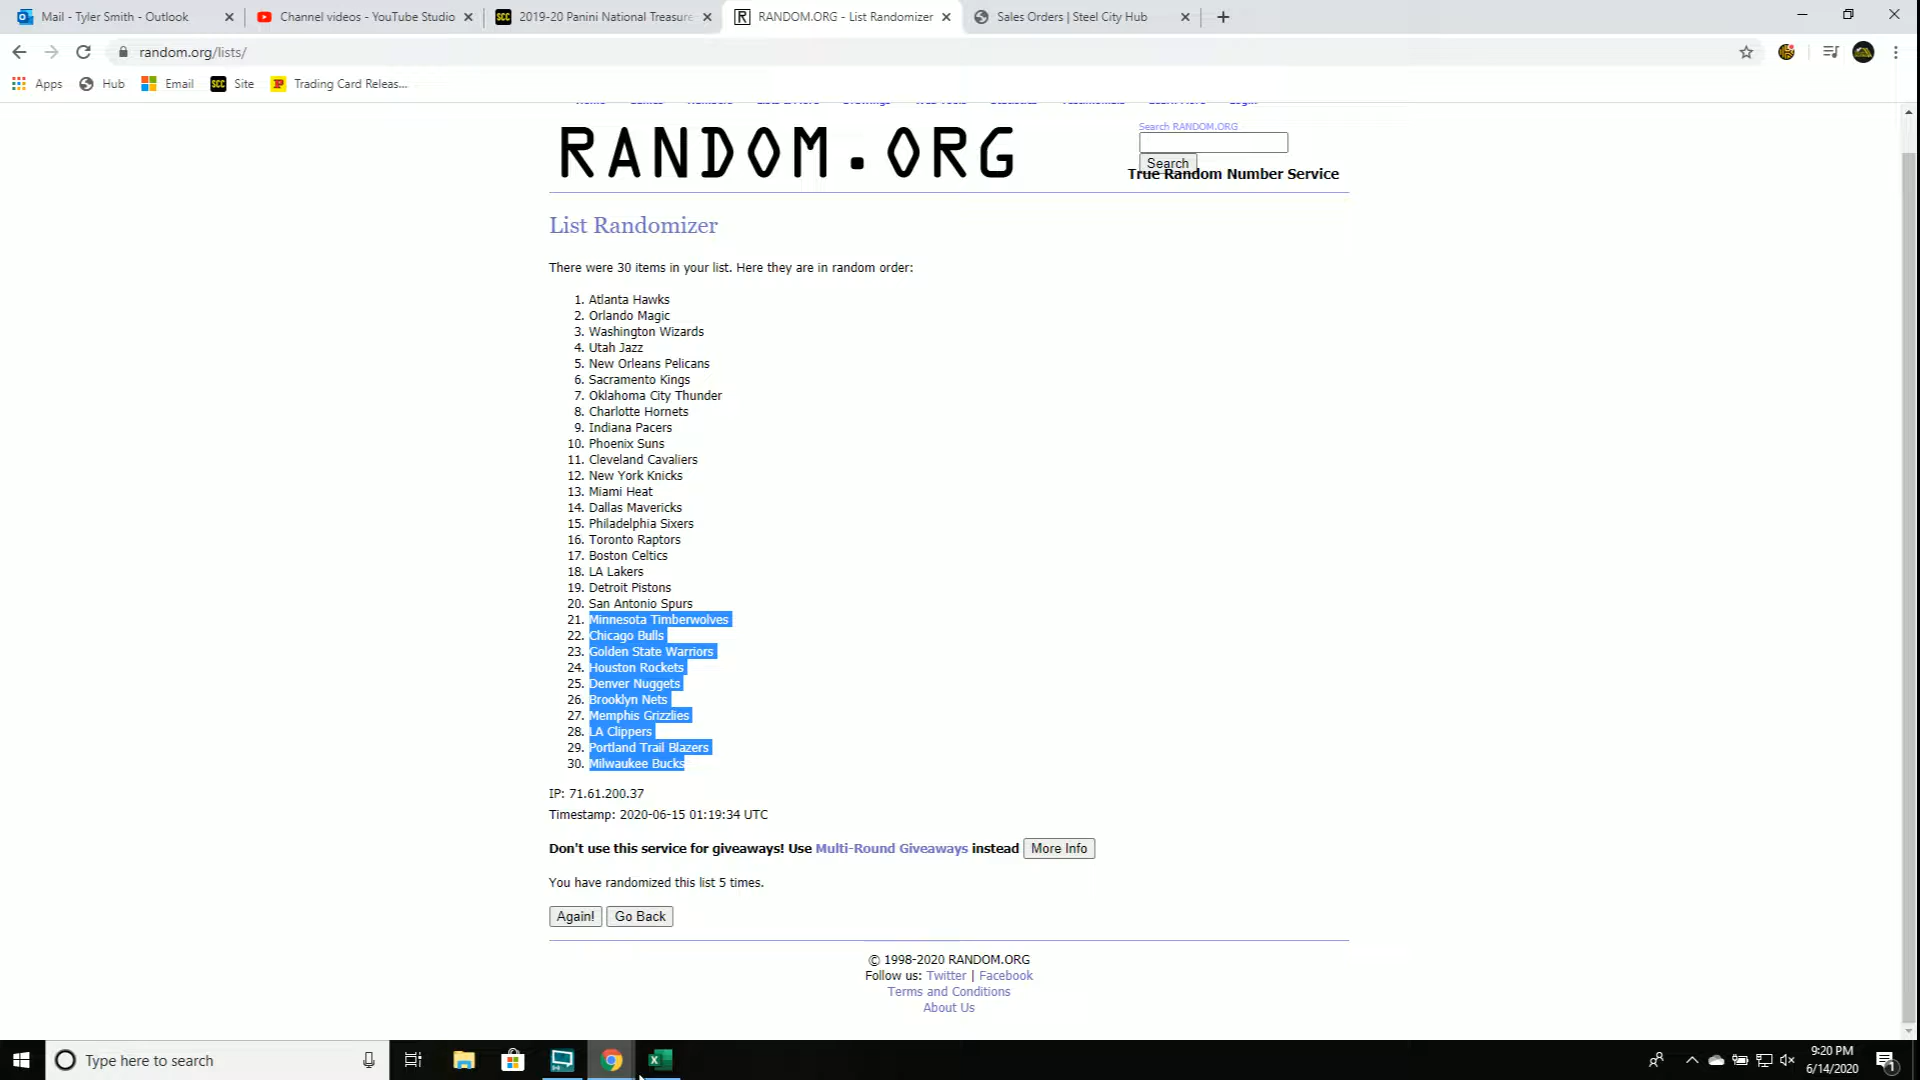 Mail - Tyler Smith - Outlook
Channel videos - YouTube Studio
2019-20 Panini National Treasure
RANDOM.ORG - List Randomizer
Sales Orders | Steel City Hub
random.org/lists/
Apps
Hub
Email
SCC
Site
Trading Card Releas...
RANDOM.ORG
Search RANDOM.ORG
Search
True Random Number Service
List Randomizer
There were 30 items in your list. Here they are in random order:
1. Atlanta Hawks
2. Orlando Magic
3. Washington Wizards
4. Utah Jazz
5. New Orleans Pelicans
6. Sacramento Kings
7. Oklahoma City Thunder
8. Charlotte Hornets
9. Indiana Pacers
10. Phoenix Suns
11. Cleveland Cavaliers
12. New York Knicks
13. Miami Heat
14. Dallas Mavericks
15. Philadelphia Sixers
16. Toronto Raptors
17. Boston Celtics
18. LA Lakers
19. Detroit Pistons
20. San Antonio Spurs
21. Minnesota Timberwolves
22. Chicago Bulls
23. Golden State Warriors
24. Houston Rockets
25. Denver Nuggets
26. Brooklyn Nets
27. Memphis Grizzlies
28. LA Clippers
29. Portland Trail Blazers
30. Milwaukee Bucks
IP: 71.61.200.37
Timestamp: 2020-06-15 01:19:34 UTC
Don't use this service for giveaways! Use Multi-Round Giveaways instead More Info
You have randomized this list 5 times.
Again! Go Back
© 1998-2020 RANDOM.ORG
Follow us: Twitter | Facebook
Terms and Conditions
About Us
Type here to search
9:20 PM
6/14/2020